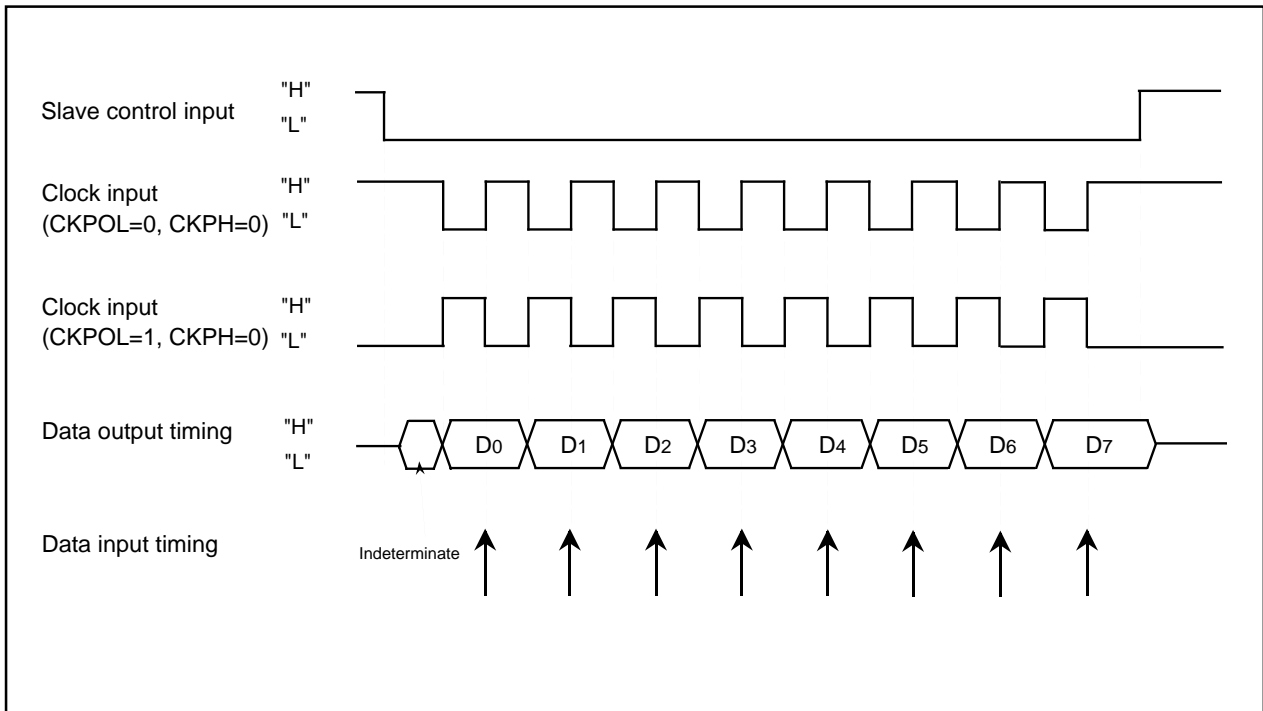 Slave control input "H"
"L"
Clock input "H"
(CKPOL=0, CKPH=0) "L"
Clock input "H"
(CKPOL=1, CKPH=0) "L"
Data output timing "H"
"L"
D0 D1 D2 D3 D4 D5 D6 D7
Data input timing
Indeterminate